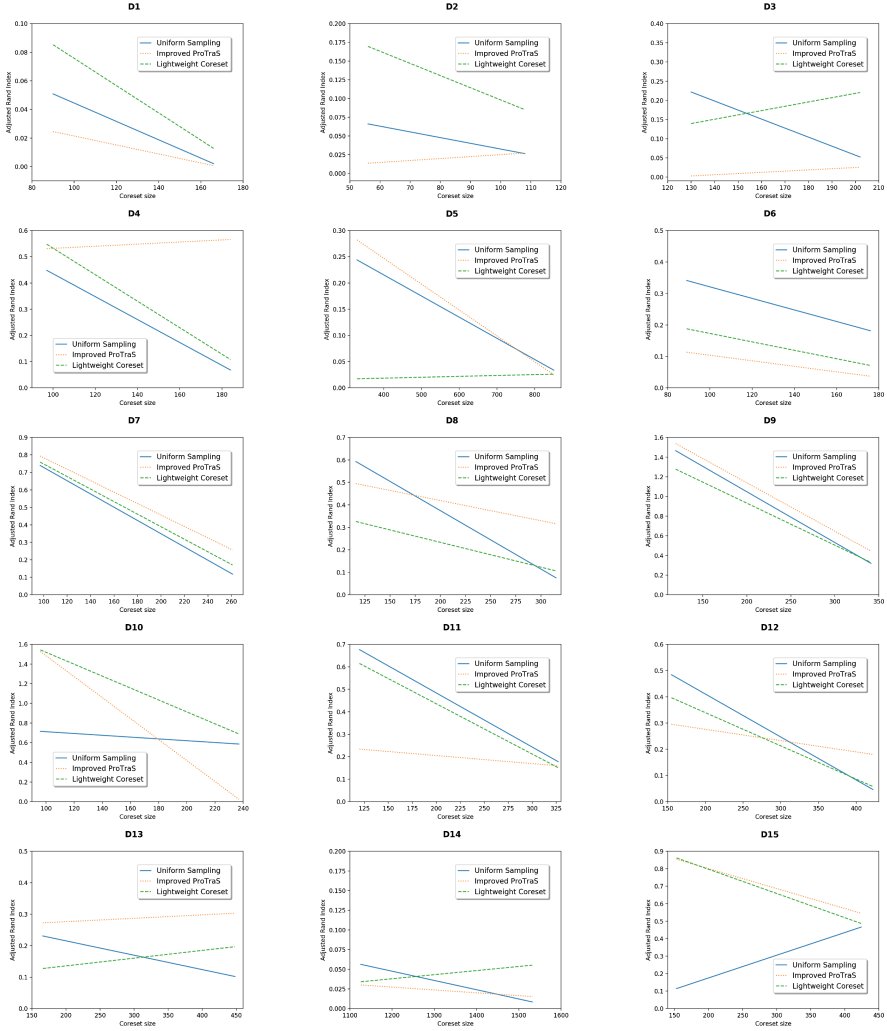 D1
Adjusted Rand Index
0.10
0.08
0.06
0.04
0.02
0.00
Uniform Sampling
Improved ProTraS
Lightweight Coreset
80 100 120 140 160 180
Coreset size
D2
Adjusted Rand Index
0.200
0.175
0.150
0.125
0.100
0.075
0.050
0.025
0.000
Uniform Sampling
Improved ProTraS
Lightweight Coreset
50 60 70 80 90 100 110 120
Coreset size
D3
Adjusted Rand Index
0.40
0.35
0.30
0.25
0.20
0.15
0.10
0.05
0.00
Uniform Sampling
Improved ProTraS
Lightweight Coreset
120 130 140 150 160 170 180 190 200 210
Coreset size
D4
Adjusted Rand Index
0.6
0.5
0.4
0.3
0.2
0.1
0.0
Uniform Sampling
Improved ProTraS
Lightweight Coreset
100 120 140 160 180
Coreset size
D5
Adjusted Rand Index
0.30
0.25
0.20
0.15
0.10
0.05
0.00
Uniform Sampling
Improved ProTraS
Lightweight Coreset
400 500 600 700 800
Coreset size
D6
Adjusted Rand Index
0.5
0.4
0.3
0.2
0.1
0.0
Uniform Sampling
Improved ProTraS
Lightweight Coreset
80 100 120 140 160 180
Coreset size
D7
Adjusted Rand Index
0.9
0.8
0.7
0.6
0.5
0.4
0.3
0.2
0.1
0.0
Uniform Sampling
Improved ProTraS
Lightweight Coreset
100 120 140 160 180 200 220 240 260
Coreset size
D8
Adjusted Rand Index
0.7
0.6
0.5
0.4
0.3
0.2
0.1
0.0
Uniform Sampling
Improved ProTraS
Lightweight Coreset
125 150 175 200 225 250 275 300
Coreset size
D9
Adjusted Rand Index
1.6
1.4
1.2
1.0
0.8
0.6
0.4
0.2
0.0
Uniform Sampling
Improved ProTraS
Lightweight Coreset
150 200 250 300 350
Coreset size
D10
Adjusted Rand Index
1.6
1.4
1.2
1.0
0.8
0.6
0.4
0.2
0.0
Uniform Sampling
Improved ProTraS
Lightweight Coreset
100 120 140 160 180 200 220 240
Coreset size
D11
Adjusted Rand Index
0.7
0.6
0.5
0.4
0.3
0.2
0.1
0.0
Uniform Sampling
Improved ProTraS
Lightweight Coreset
125 150 175 200 225 250 275 300 325
Coreset size
D12
Adjusted Rand Index
0.6
0.5
0.4
0.3
0.2
0.1
0.0
Uniform Sampling
Improved ProTraS
Lightweight Coreset
150 200 250 300 350 400
Coreset size
D13
Adjusted Rand Index
0.5
0.4
0.3
0.2
0.1
0.0
Uniform Sampling
Improved ProTraS
Lightweight Coreset
150 200 250 300 350 400 450
Coreset size
D14
Adjusted Rand Index
0.200
0.175
0.150
0.125
0.100
0.075
0.050
0.025
0.000
Uniform Sampling
Improved ProTraS
Lightweight Coreset
1100 1200 1300 1400 1500 1600
Coreset size
D15
Adjusted Rand Index
0.9
0.8
0.7
0.6
0.5
0.4
0.3
0.2
0.1
0.0
Uniform Sampling
Improved ProTraS
Lightweight Coreset
150 200 250 300 350 400 450
Coreset size